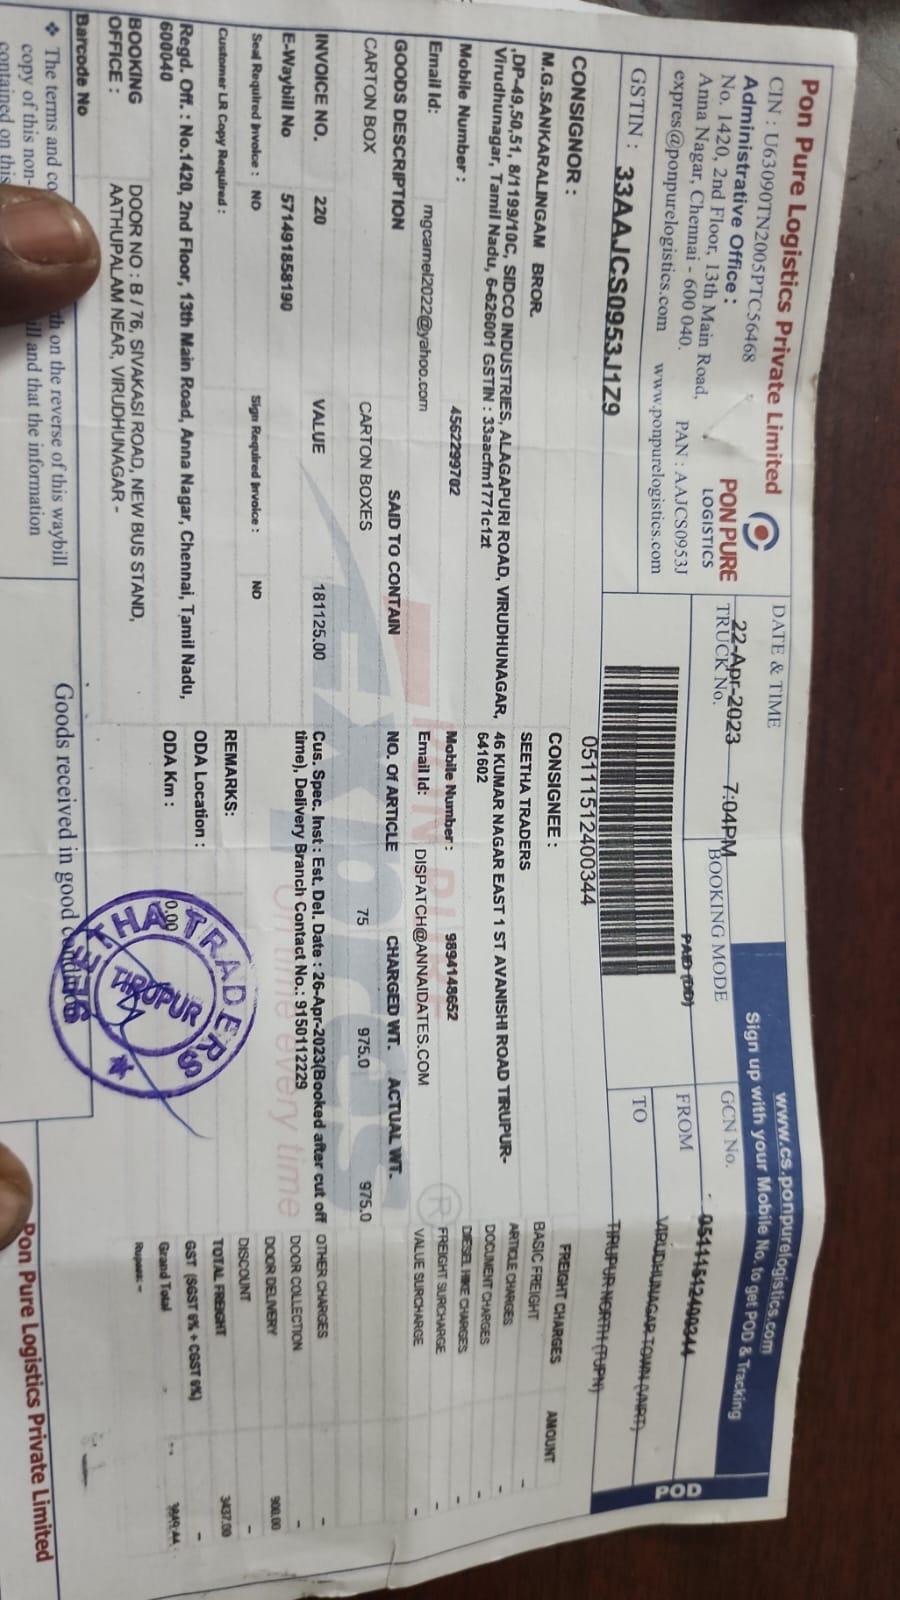 Pon Pure Logistics Private Limited
CIN : U63090TN2005PTC56468
Administrative Office :
No. 1420, 2nd Floor, 13th Main Road,
Anna Nagar, Chennai - 600 040. PAN : AAJCS0953J
expres@ponpurelogistics.com www.ponpurelogistics.com
GSTIN : 33AAJCS0953J1Z9
PON PURE
LOGISTICS
www.cs.ponpurelogistics.com
Sign up with your Mobile No. to get POD & Tracking
POD
DATE & TIME
22-Apr-2023 7:04PM
TRUCK No.
BOOKING MODE
PAID (DD)
GCN No.
05111512400344
FROM
VIRUDHUNAGAR TOWN (VNRT)
TO
TIRUPUR NORTH (TUPN)
051115124 00344
CONSIGNOR :
M.G.SANKARALINGAM BROR.
,DP-49,50,51, 8/1199/10C, SIDCO INDUSTRIES, ALAGAPURI ROAD, VIRUDHUNAGAR,
Virudhunagar, Tamil Nadu, 6-626001 GSTIN : 33aacfm1771c1zt
Mobile Number : 4562299702
Email Id: mgcamel2022@yahoo.com
CONSIGNEE :
SEETHA TRADERS
46 KUMAR NAGAR EAST 1 ST AVANISHI ROAD TIRUPUR-
641602
Mobile Number : 9894148652
Email Id: DISPATCH@ANNAIDATES.COM
GOODS DESCRIPTION SAID TO CONTAIN NO. Of ARTICLE CHARGED WT. ACTUAL WT.
CARTON BOX CARTON BOXES 75 975.0 975.0
INVOICE NO. 220 VALUE 181125.00
E-Waybill No 571491858190
Cus. Spec. Inst : Est. Del. Date : 26-Apr-2023(Booked after cut off
time), Delivery Branch Contact No.: 9150112229
Seal Required Invoice : NO Sign Required Invoice : NO
Customer LR Copy Required :
REMARKS:
ODA Location :
ODA Km : 0.00
Regd. Off. : No.1420, 2nd Floor, 13th Main Road, Anna Nagar, Chennai, Tamil Nadu,
600040
BOOKING OFFICE : DOOR NO : B / 76, SIVAKASI ROAD, NEW BUS STAND,
AATHUPALAM NEAR, VIRUDHUNAGAR -
Barcode No
FREIGHT CHARGES AMOUNT
BASIC FREIGHT -
ARTICLE CHARGES -
DOCUMENT CHARGES -
DIESEL HIKE CHARGES -
FREIGHT SURCHARGE -
VALUE SURCHARGE -
OTHER CHARGES -
DOOR COLLECTION -
DOOR DELIVERY 900.00
DISCOUNT -
TOTAL FREIGHT 3437.00
GST (SGST 6% + CGST 6%) -
Grand Total 3849.44
Rupees: -
PON PURE
Expres
On time every time
SEETHA TRADERS
TIRUPUR
The terms and co th on the reverse of this waybill
copy of this non- ill and that the information
contained on this
Goods received in good condition
Pon Pure Logistics Private Limited